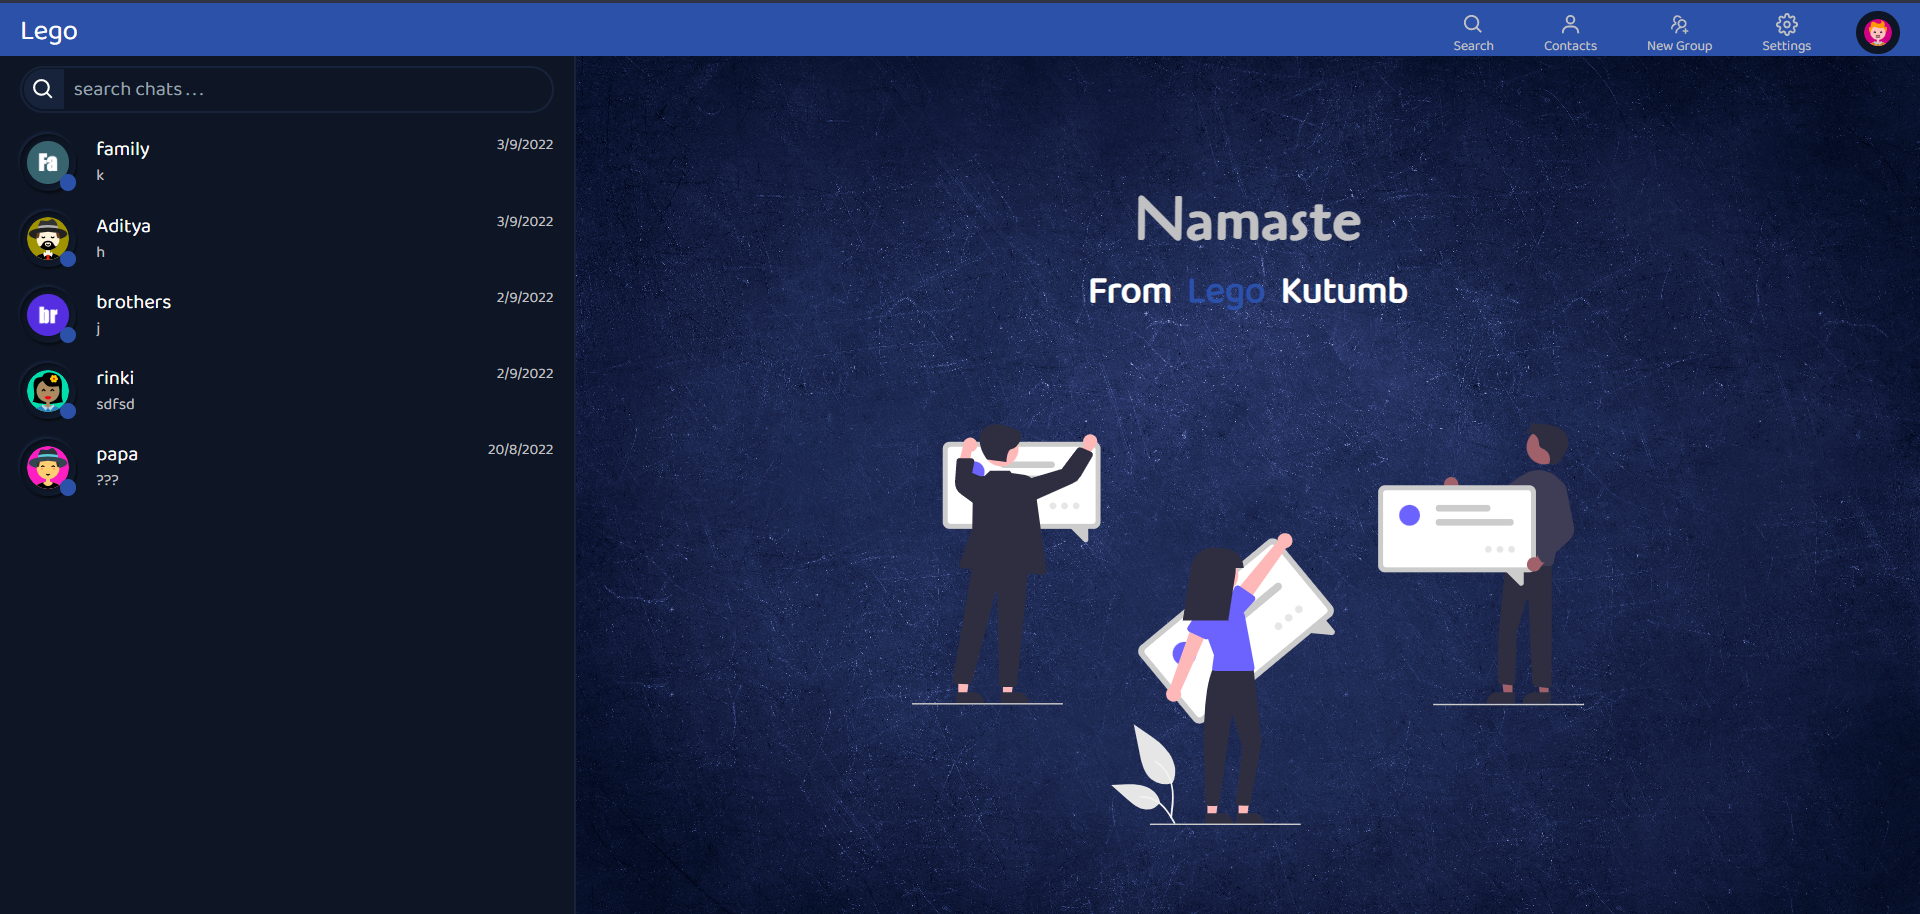 Lego
Search
Contacts
New Group
Settings
search chats...
Fa
family
3/9/2022
k
Aditya
3/9/2022
h
br
brothers
2/9/2022
j
rinki
2/9/2022
sdfsd
papa
20/8/2022
???
Namaste
From Lego Kutumb